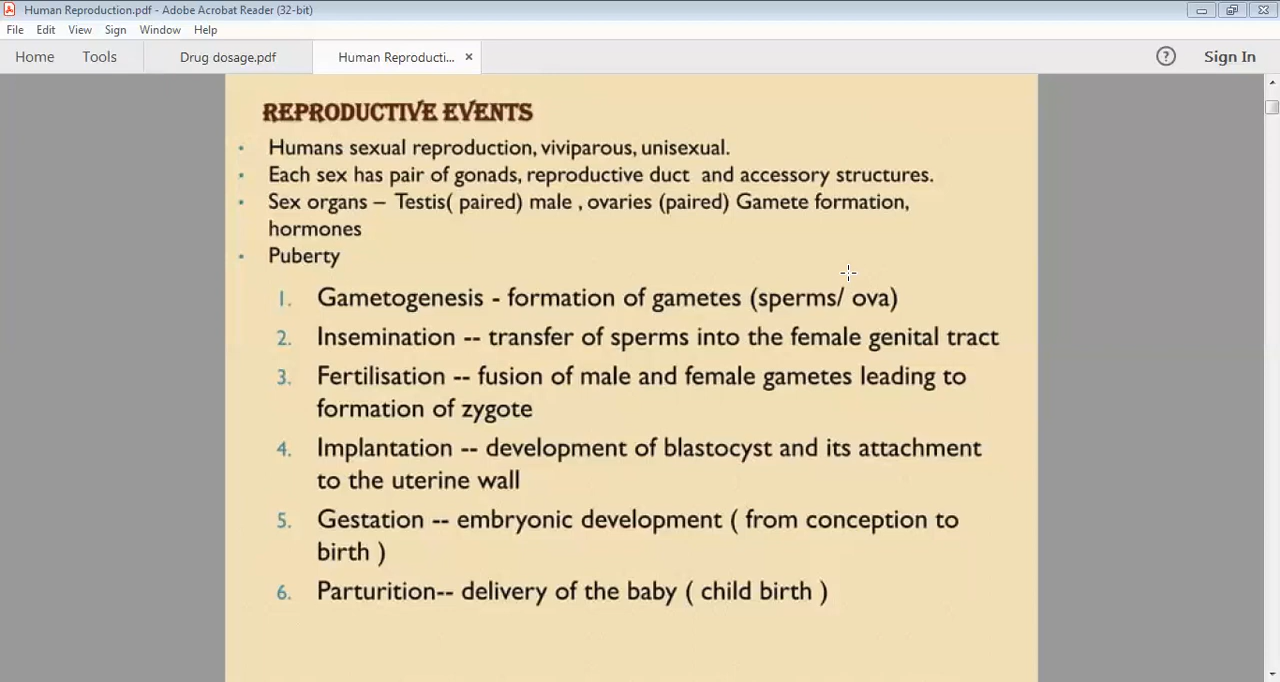 Human Reproduction.pdf - Adobe Acrobat Reader (32-bit)
File Edit View Sign Window Help
Home Tools Drug dosage.pdf Human Reproducti... × ? Sign In
REPRODUCTIVE EVENTS
• Humans sexual reproduction, viviparous, unisexual.
• Each sex has pair of gonads, reproductive duct and accessory structures.
• Sex organs – Testis( paired) male , ovaries (paired) Gamete formation,
hormones
• Puberty
1. Gametogenesis - formation of gametes (sperms/ ova)
2. Insemination -- transfer of sperms into the female genital tract
3. Fertilisation -- fusion of male and female gametes leading to
formation of zygote
4. Implantation -- development of blastocyst and its attachment
to the uterine wall
5. Gestation -- embryonic development ( from conception to
birth )
6. Parturition-- delivery of the baby ( child birth )